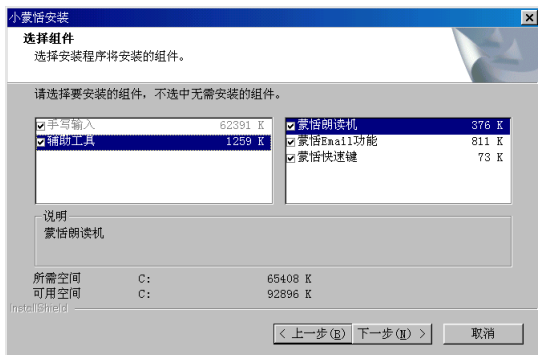 小蒙恬安装
选择组件
选择安装程序将安装的组件。
请选择要安装的组件，不选中无需安装的组件。
手写输入 62391 K
辅助工具 1259 K
蒙恬朗读机 376 K
蒙恬Email功能 811 K
蒙恬快速键 73 K
说明
蒙恬朗读机
所需空间 C: 65408 K
可用空间 C: 92896 K
InstallShield
< 上一步(B) 下一步(N) > 取消